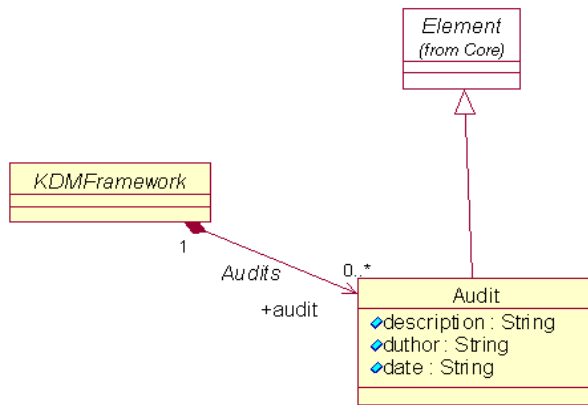 Element
(from Core)
KDMFramework
1
Audits
0..*
+audit
Audit
description : String
duthor : String
date : String